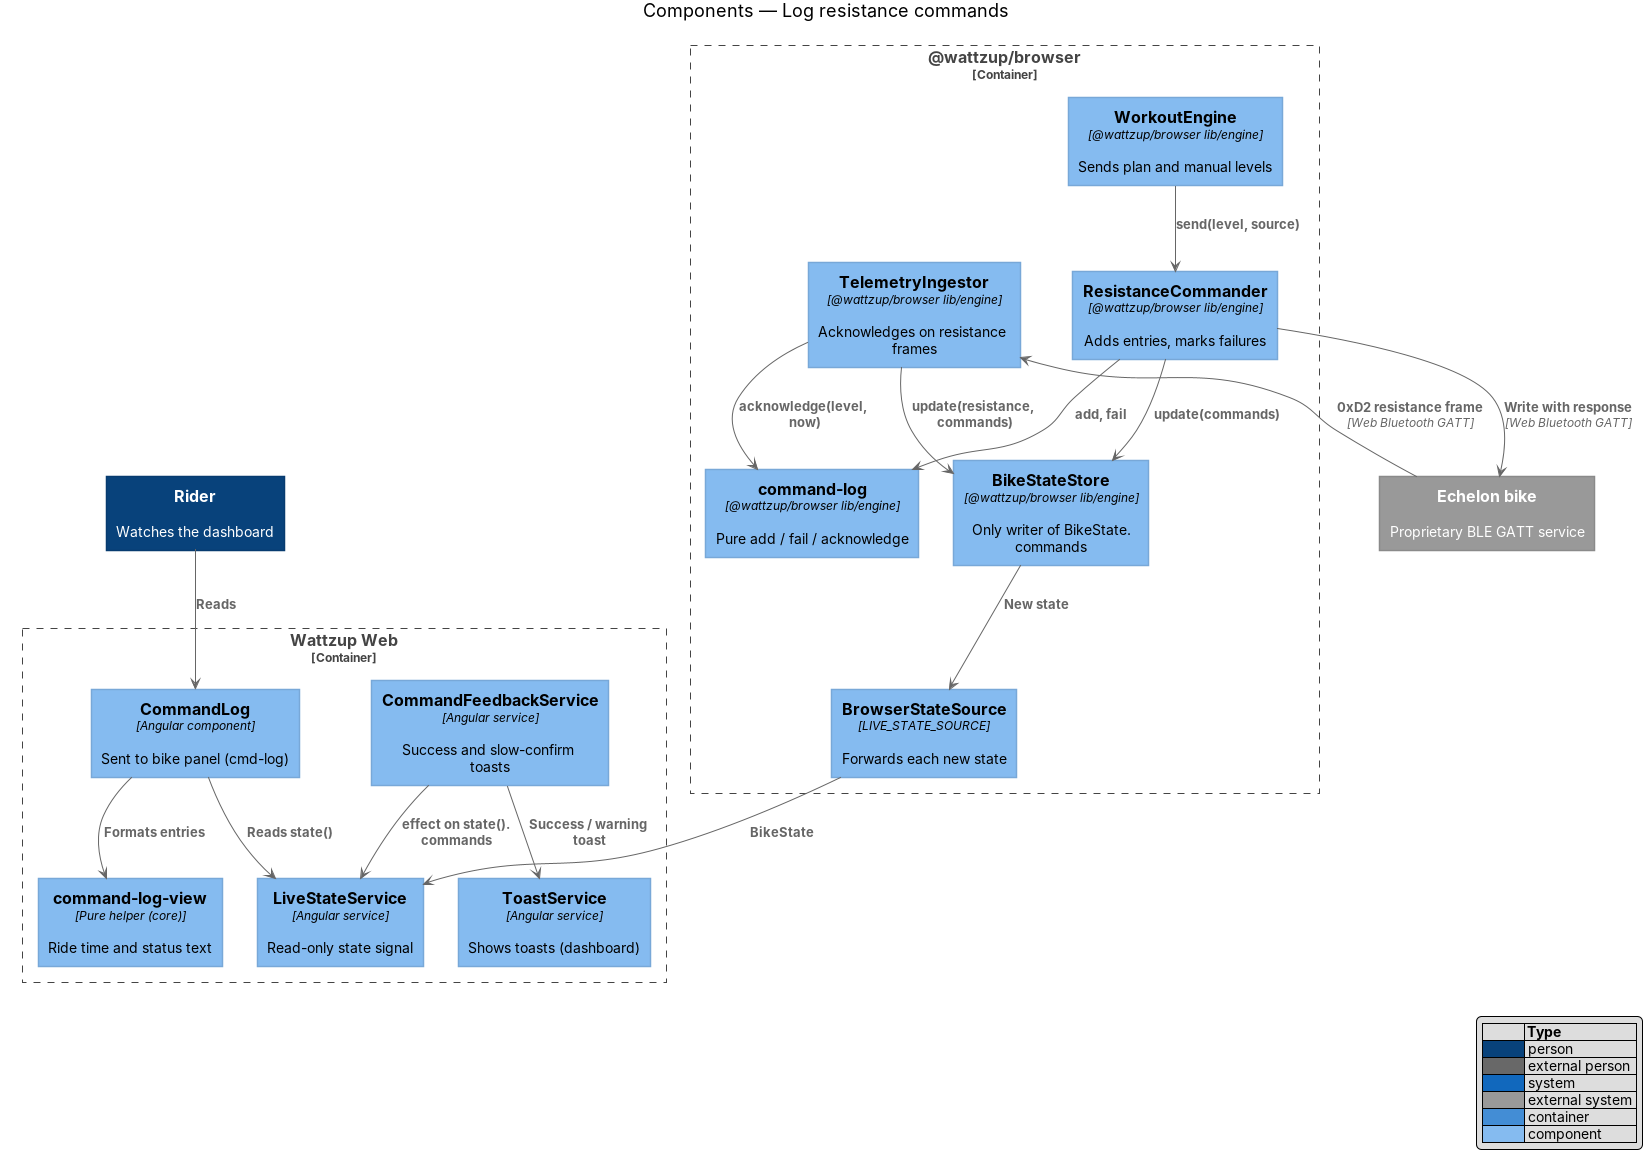 Components — Log resistance commands
@wattzup/browser
[Container]
WorkoutEngine
[@wattzup/browser lib/engine]
Sends plan and manual levels
send(level, source)
TelemetryIngestor
[@wattzup/browser lib/engine]
Acknowledges on resistance
frames
ResistanceCommander
[@wattzup/browser lib/engine]
Adds entries, marks failures
acknowledge(level,
now)
update(resistance,
commands)
add, fail
update(commands)
0xD2 resistance frame
[Web Bluetooth GATT]
Write with response
[Web Bluetooth GATT]
command-log
[@wattzup/browser lib/engine]
Pure add / fail / acknowledge
BikeStateStore
[@wattzup/browser lib/engine]
Only writer of BikeState.
commands
Echelon bike
Proprietary BLE GATT service
Rider
Watches the dashboard
Reads
New state
Wattzup Web
[Container]
CommandLog
[Angular component]
Sent to bike panel (cmd-log)
CommandFeedbackService
[Angular service]
Success and slow-confirm
toasts
BrowserStateSource
[LIVE_STATE_SOURCE]
Forwards each new state
Formats entries
Reads state()
effect on state().
commands
Success / warning
toast
BikeState
command-log-view
[Pure helper (core)]
Ride time and status text
LiveStateService
[Angular service]
Read-only state signal
ToastService
[Angular service]
Shows toasts (dashboard)
Type
person
external person
system
external system
container
component